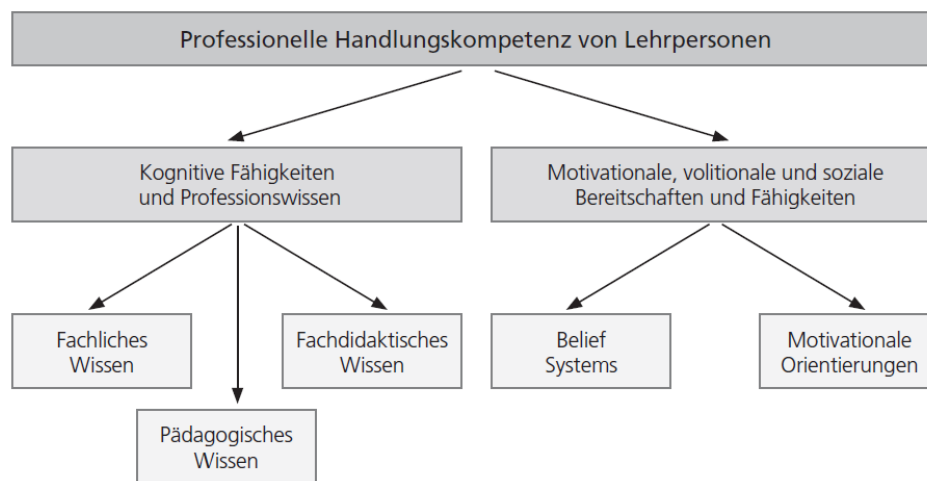 Professionelle Handlungskompetenz von Lehrpersonen
Kognitive Fähigkeiten
und Professionswissen
Motivationale, volitionale und soziale
Bereitschaften und Fähigkeiten
Fachliches
Wissen
Fachdidaktisches
Wissen
Belief
Systems
Motivationale
Orientierungen
Pädagogisches
Wissen